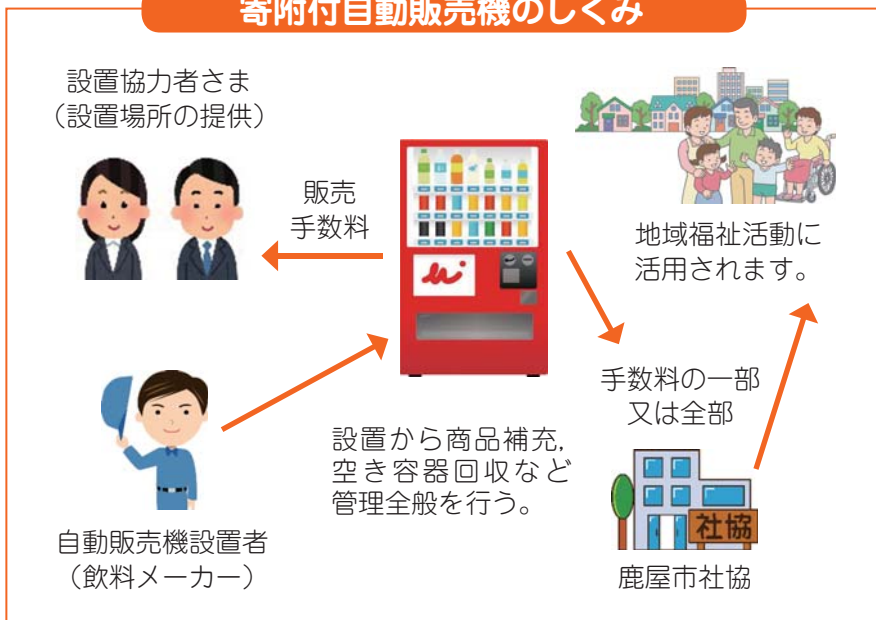 寄附付自動販売機のしくみ
設置協力者さま
（設置場所の提供）
販売
手数料
地域福祉活動に
活用されます。
手数料の一部
又は全部
設置から商品補充,
空き容器回収など
管理全般を行う。
自動販売機設置者
（飲料メーカー）
社協
鹿屋市社協